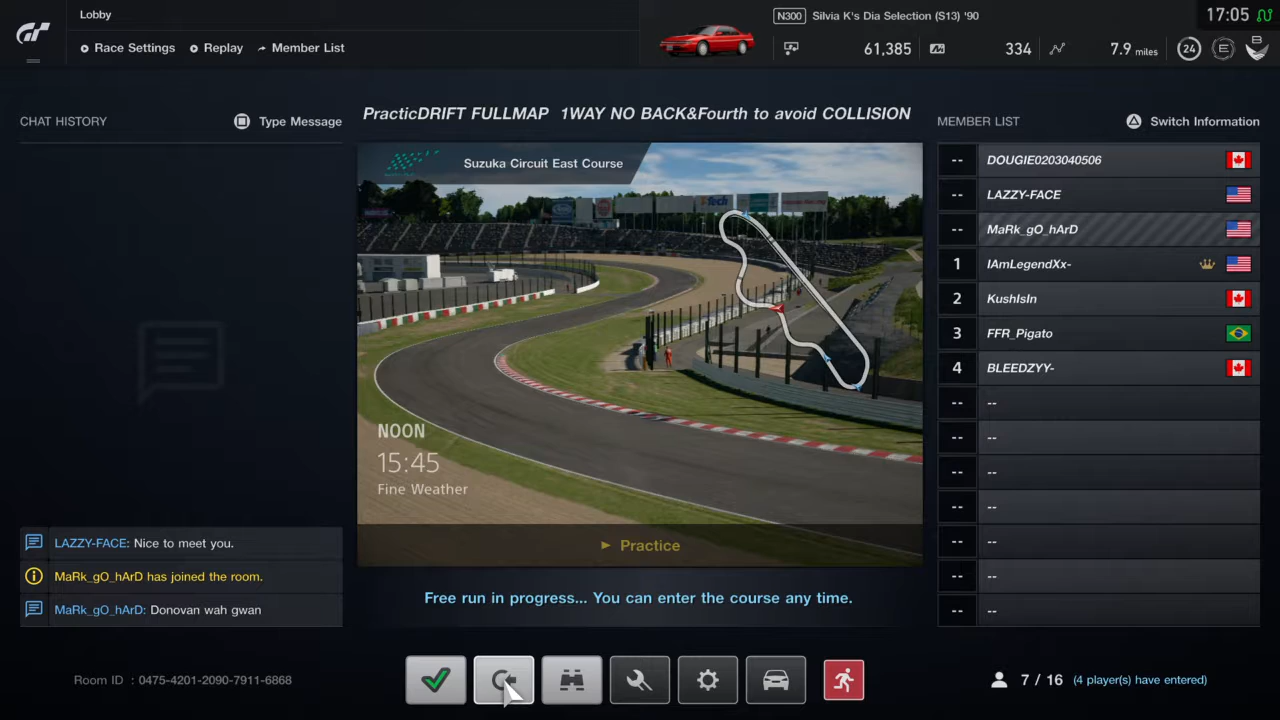 Lobby
Race Settings
Replay
Member List
N300
Silvia K's Dia Selection (S13) '90
61,385
334
7.9 miles
24
E
B
17:05
CHAT HISTORY
Type Message
PracticDRIFT FULLMAP 1WAY NO BACK&Fourth to avoid COLLISION
MEMBER LIST
Switch Information
Suzuka Circuit East Course
NOON
15:45
Fine Weather
Practice
Free run in progress... You can enter the course any time.
-- DOUGIE0203040506
-- LAZZY-FACE
-- MaRk_gO_hArD
1 IAmLegendXx-
2 KushIsIn
3 FFR_Pigato
4 BLEEDZYY-
-- --
-- --
-- --
-- --
-- --
-- --
-- --
LAZZY-FACE: Nice to meet you.
MaRk_gO_hArD has joined the room.
MaRk_gO_hArD: Donovan wah gwan
Room ID : 0475-4201-2090-7911-6868
7 / 16 (4 player(s) have entered)